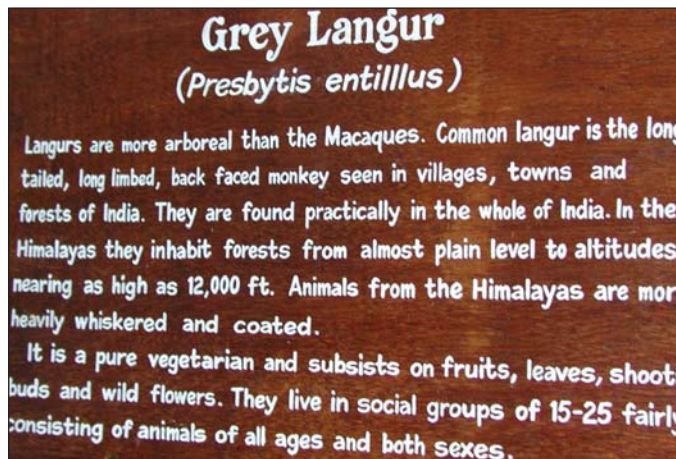 Grey Langur
(Presbytis entilllus)
Langurs are more arboreal than the Macaques. Common langur is the long
tailed, long limbed, back faced monkey seen in villages, towns and
forests of India. They are found practically in the whole of India. In the
Himalayas they inhabit forests from almost plain level to altitudes
nearing as high as 12,000 ft. Animals from the Himalayas are mor
heavily whiskered and coated.
It is a pure vegetarian and subsists on fruits, leaves, shoot
buds and wild flowers. They live in social groups of 15-25 fairly
consisting of animals of all ages and both sexes.